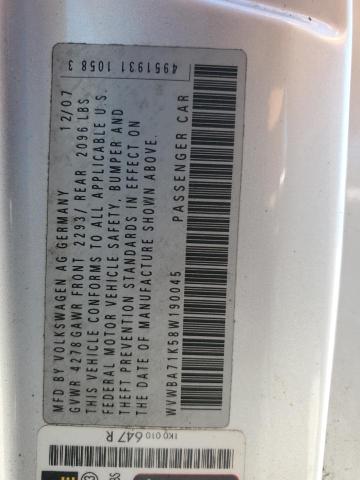 4951931 1058 3
MFD BY VOLKSWAGEN AG GERMANY 12/07
GVWR 4278 GAWR FRONT 2293/ REAR 2096 LBS
THIS VEHICLE CONFORMS TO ALL APPLICABLE U.S.
FEDERAL MOTOR VEHICLE SAFETY, BUMPER AND
THEFT PREVENTION STANDARDS IN EFFECT ON
THE DATE OF MANUFACTURE SHOWN ABOVE.
WVWBA71K58W190045 PASSENGER CAR
1K0 010 647 R